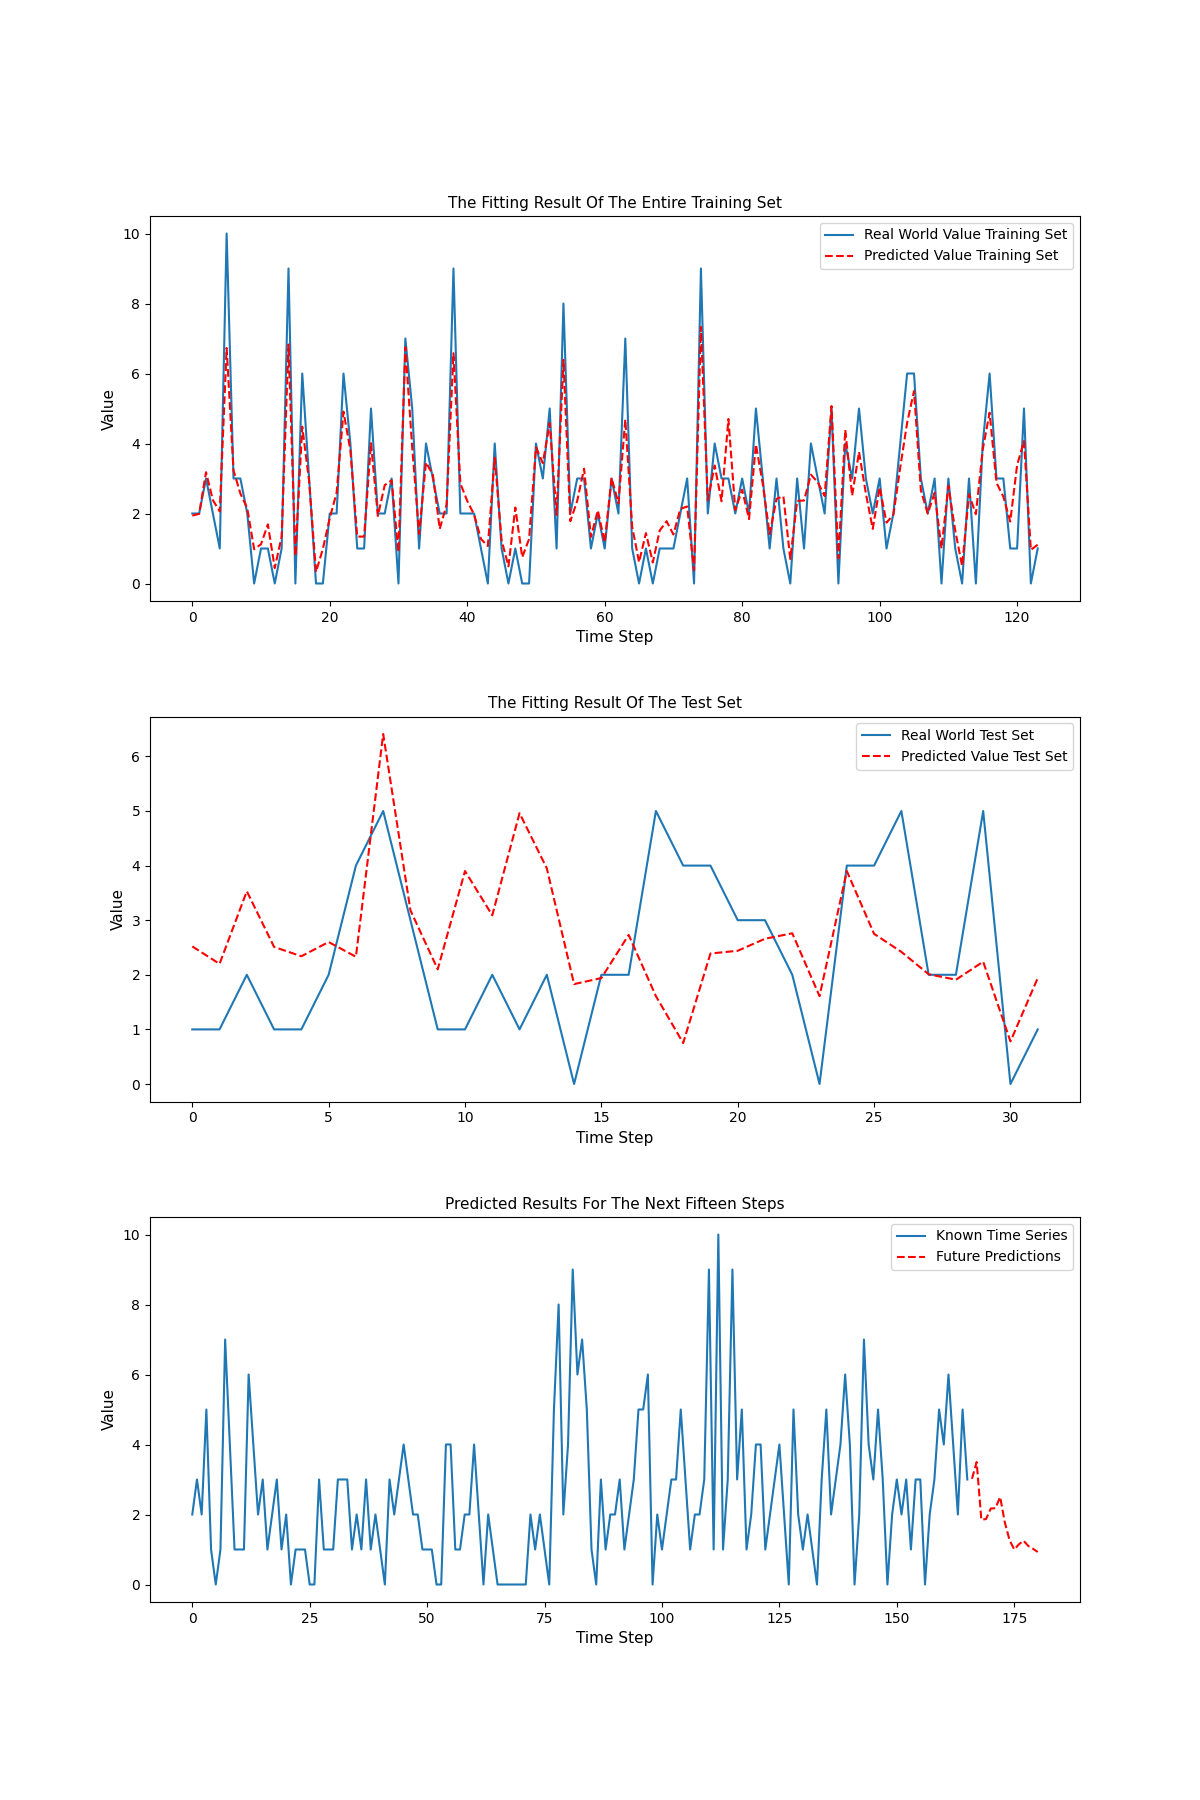 The Fitting Result Of The Entire Training Set
10
8
6
4
2
0
Value
Real World Value Training Set
Predicted Value Training Set
0 20 40 60 80 100 120
Time Step
The Fitting Result Of The Test Set
6
5
4
3
2
1
0
Value
Real World Test Set
Predicted Value Test Set
0 5 10 15 20 25 30
Time Step
Predicted Results For The Next Fifteen Steps
10
8
6
4
2
0
Value
Known Time Series
Future Predictions
0 25 50 75 100 125 150 175
Time Step